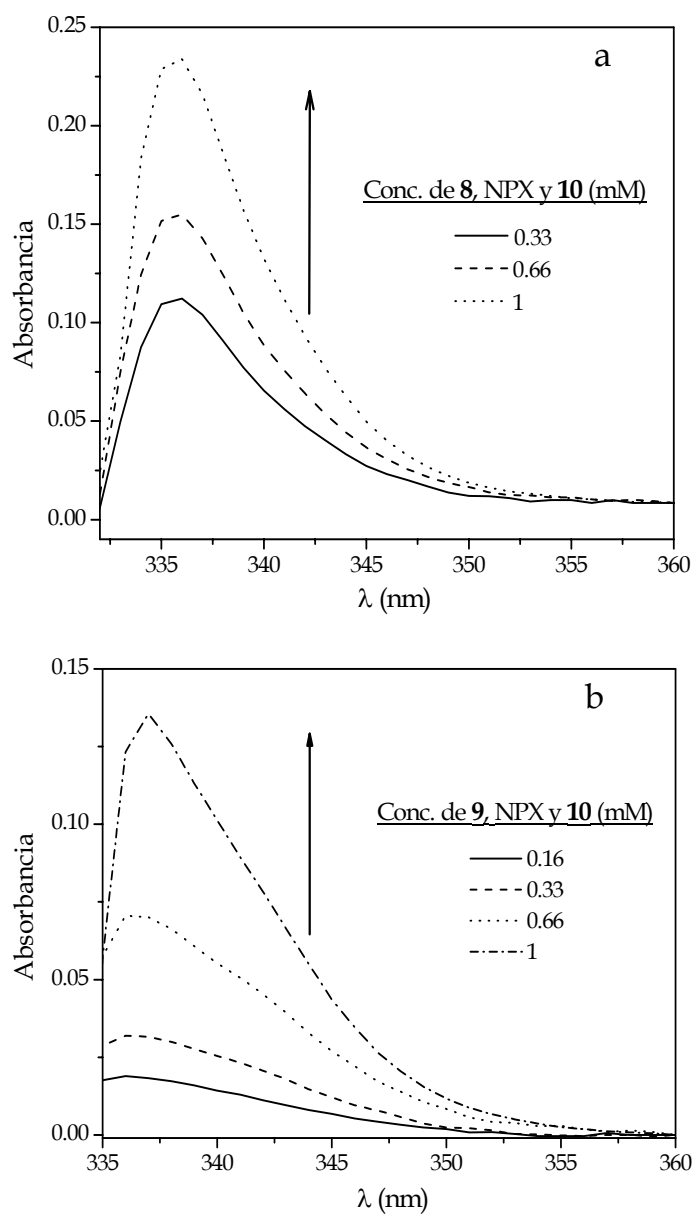 a
0.25
0.20
0.15
0.10
0.05
0.00
Absorbancia
Conc. de 8, NPX y 10 (mM)
0.33
0.66
1
335 340 345 350 355 360
λ (nm)
b
0.15
0.10
0.05
0.00
Absorbancia
Conc. de 9, NPX y 10 (mM)
0.16
0.33
0.66
1
335 340 345 350 355 360
λ (nm)